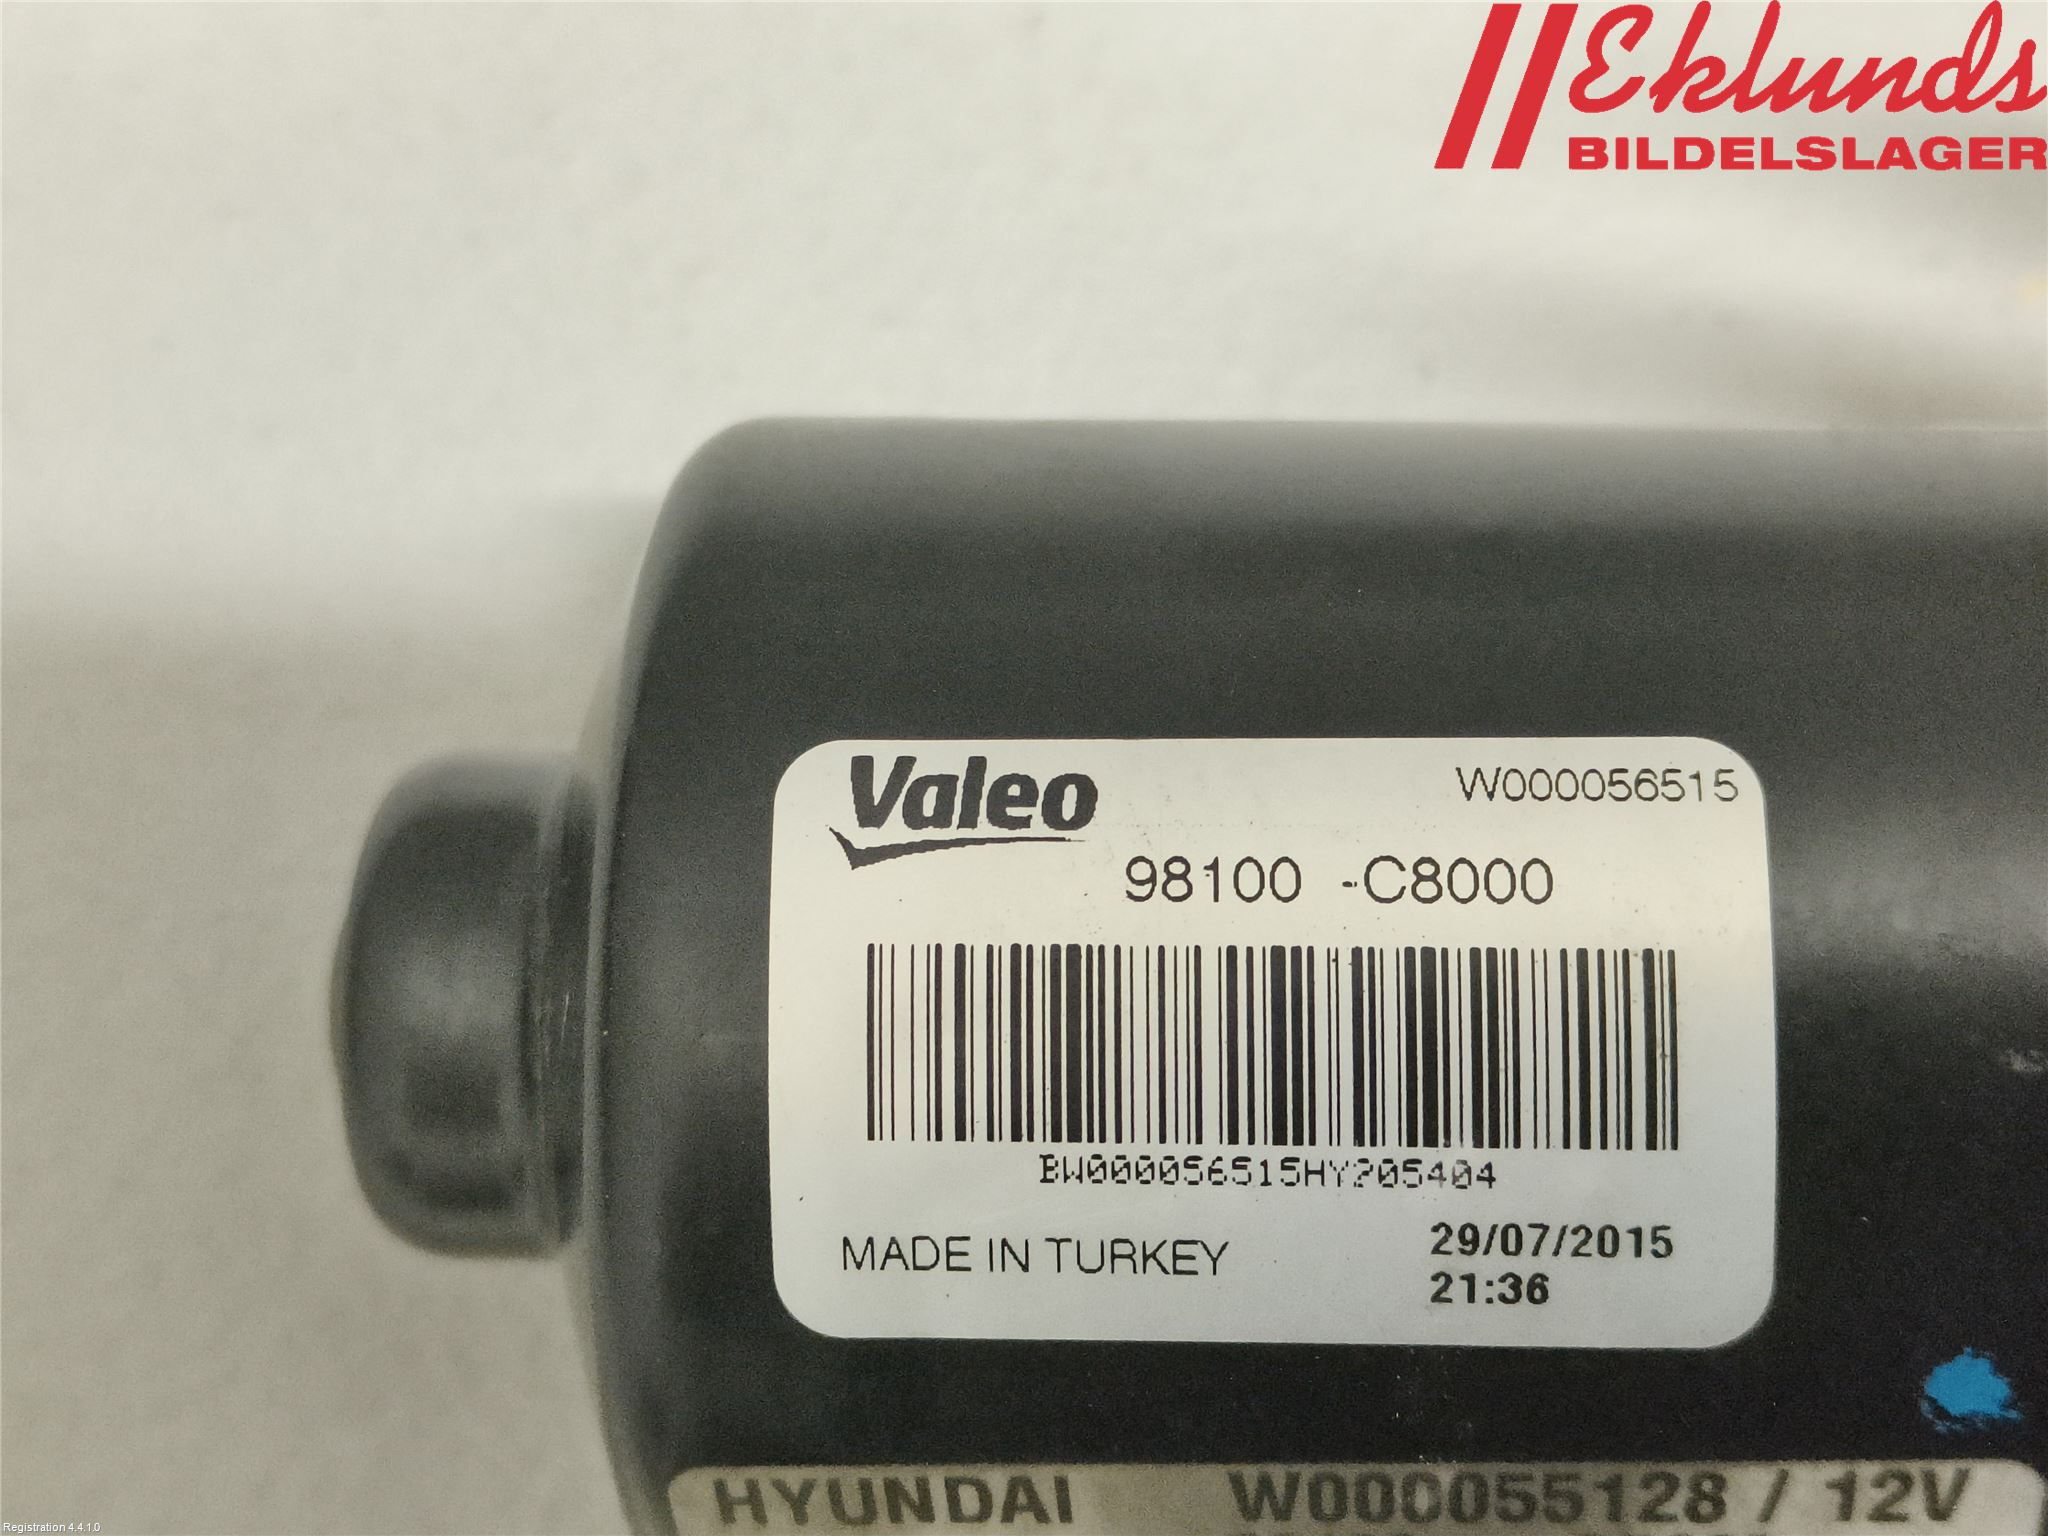 Eklunds
BILDELSLAGER
Valeo
W000056515
98100 -C8000
BW000056515HY205404
MADE IN TURKEY
29/07/2015
21:36
HYUNDAI W000055128 / 12V
Registration 4.4.1.0